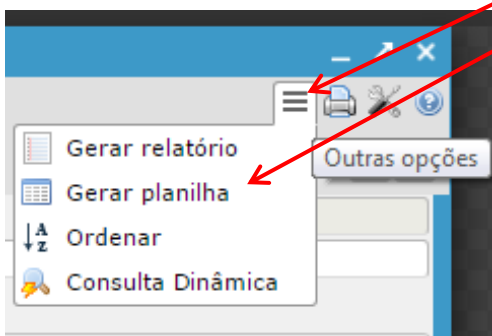 Gerar relatório
Outras opções
Gerar planilha
Ordenar
Consulta Dinâmica